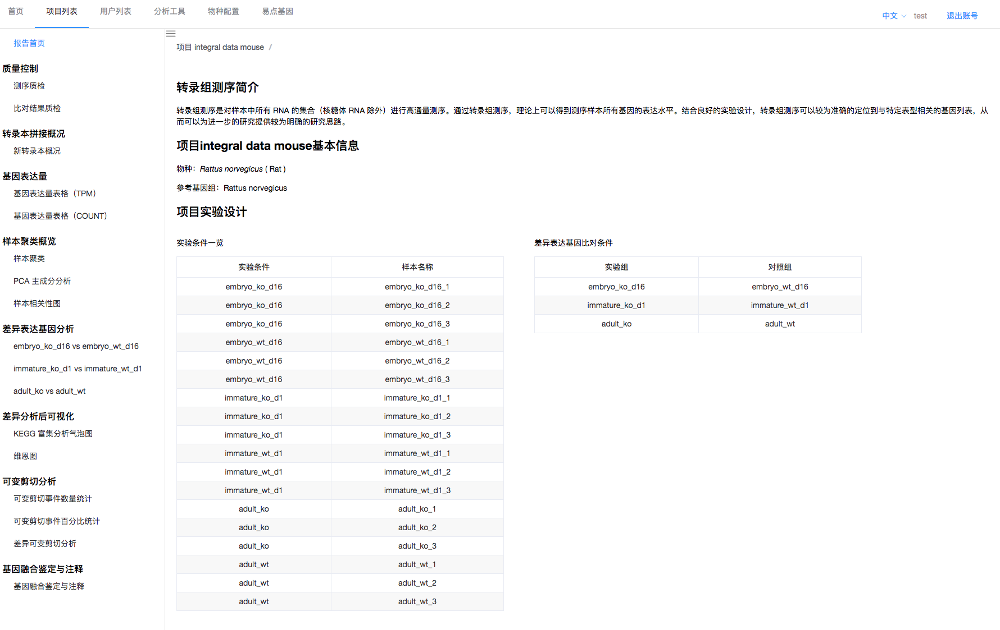 首页 项目列表 用户列表 分析工具 物种配置 易点基因 中文 test 退出账号
报告首页
质量控制
测序质检
比对结果质检
转录本拼接概况
新转录本概况
基因表达量
基因表达量表格（TPM）
基因表达量表格（COUNT）
样本聚类概览
样本聚类
PCA 主成分分析
样本相关性图
差异表达基因分析
embryo_ko_d16 vs embryo_wt_d16
immature_ko_d1 vs immature_wt_d1
adult_ko vs adult_wt
差异分析后可视化
KEGG 富集分析气泡图
维恩图
可变剪切分析
可变剪切事件数量统计
可变剪切事件百分比统计
差异可变剪切分析
基因融合鉴定与注释
基因融合鉴定与注释
项目 integral data mouse /
转录组测序简介
转录组测序是对样本中所有 RNA 的集合（核糖体 RNA 除外）进行高通量测序。通过转录组测序，理论上可以得到测序样本所有基因的表达水平。结合良好的实验设计，转录组测序可以较为准确的定位到与特定表型相关的基因列表，从
而可以为进一步的研究提供较为明确的研究思路。
项目integral data mouse基本信息
物种：Rattus norvegicus ( Rat )
参考基因组：Rattus norvegicus
项目实验设计
实验条件一览
实验条件 样本名称
embryo_ko_d16 embryo_ko_d16_1
embryo_ko_d16 embryo_ko_d16_2
embryo_ko_d16 embryo_ko_d16_3
embryo_wt_d16 embryo_wt_d16_1
embryo_wt_d16 embryo_wt_d16_2
embryo_wt_d16 embryo_wt_d16_3
immature_ko_d1 immature_ko_d1_1
immature_ko_d1 immature_ko_d1_2
immature_ko_d1 immature_ko_d1_3
immature_wt_d1 immature_wt_d1_1
immature_wt_d1 immature_wt_d1_2
immature_wt_d1 immature_wt_d1_3
adult_ko adult_ko_1
adult_ko adult_ko_2
adult_ko adult_ko_3
adult_wt adult_wt_1
adult_wt adult_wt_2
adult_wt adult_wt_3
差异表达基因比对条件
实验组 对照组
embryo_ko_d16 embryo_wt_d16
immature_ko_d1 immature_wt_d1
adult_ko adult_wt